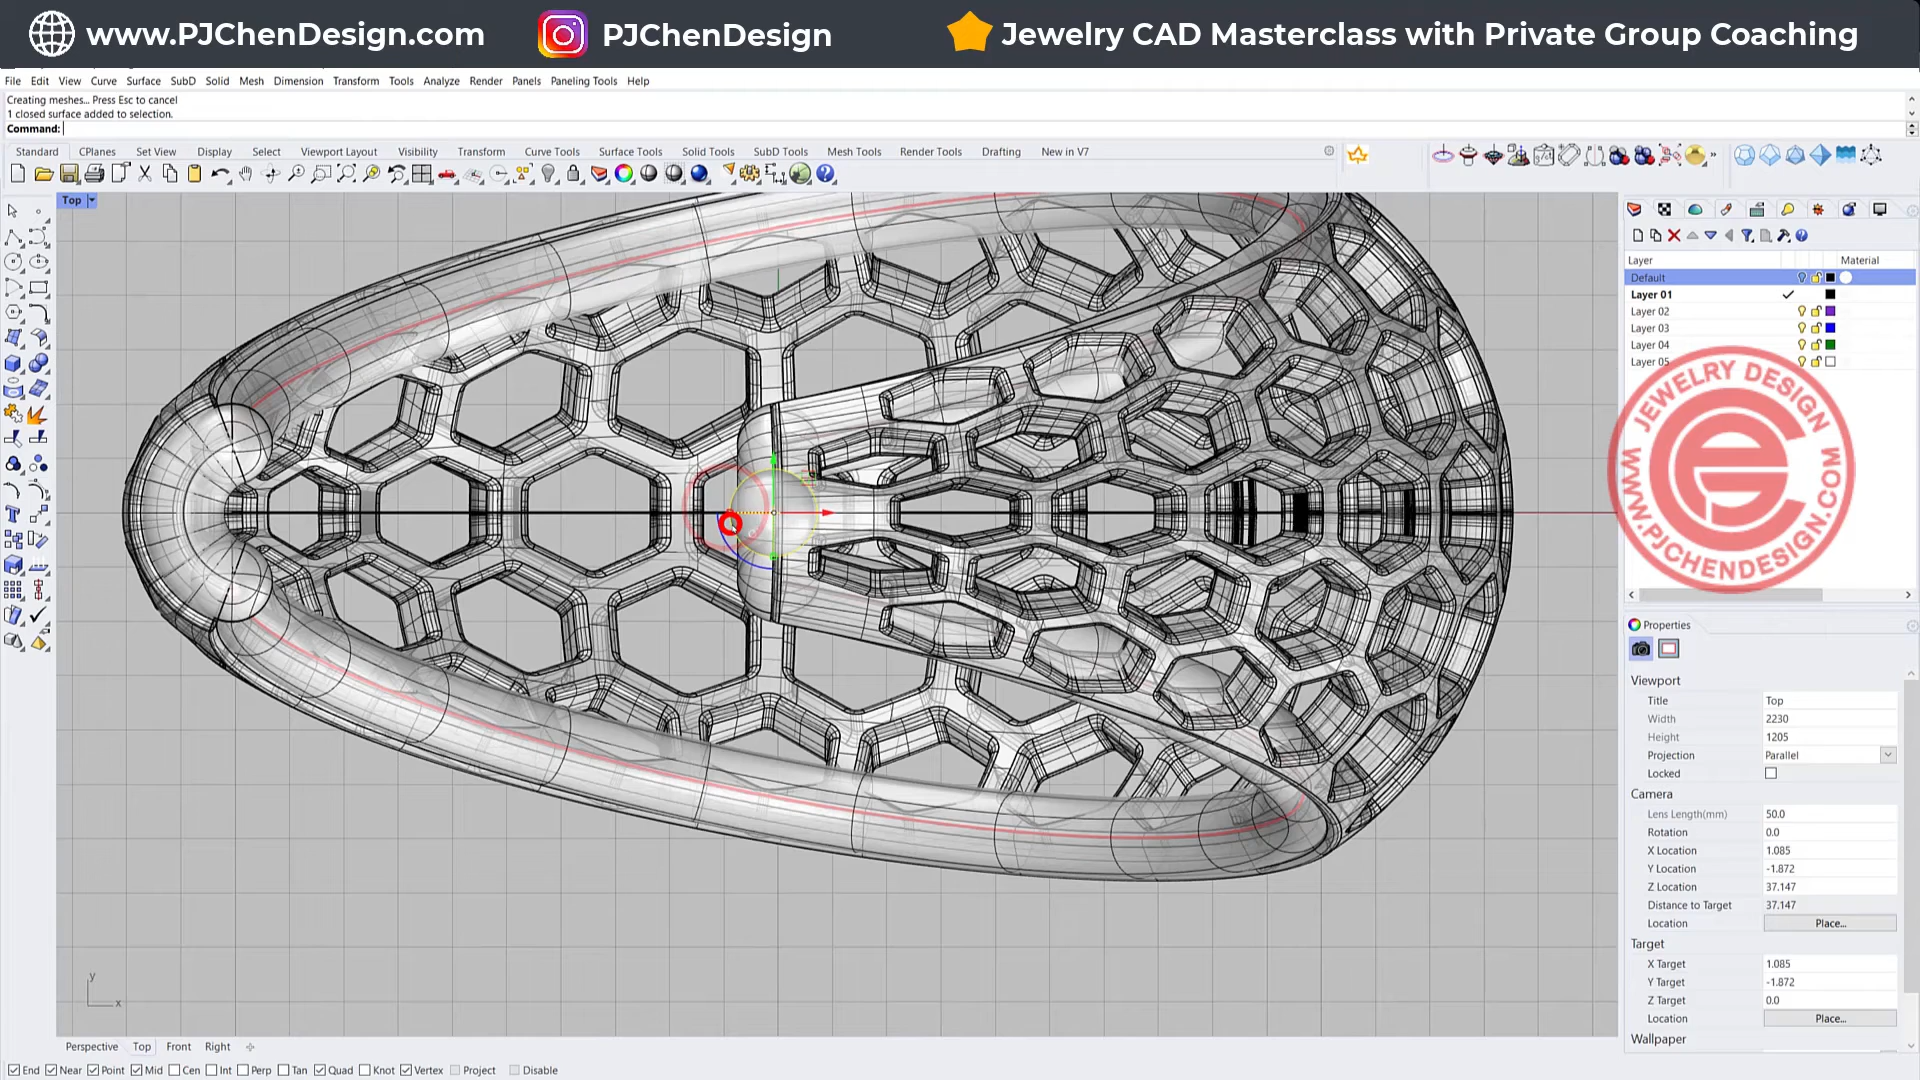 www.PJChenDesign.com
PJChenDesign
Jewelry CAD Masterclass with Private Group Coaching
File Edit View Curve Surface SubD Solid Mesh Dimension Transform Tools Analyze Render Panels Paneling Tools Help
Creating meshes... Press Esc to cancel
1 closed surface added to selection.
Command:
Standard CPlanes Set View Display Select Viewport Layout Visibility Transform Curve Tools Surface Tools Solid Tools SubD Tools Mesh Tools Render Tools Drafting New in V7
Top
Layer Material
Default
Layer 01
Layer 02
Layer 03
Layer 04
Layer 05
JEWELRY DESIGN
WWW.PJCHENDESIGN.COM
Properties
Viewport
Title Top
Width 2230
Height 1205
Projection Parallel
Locked
Camera
Lens Length(mm) 50.0
Rotation 0.0
X Location 1.085
Y Location -1.872
Z Location 37.147
Distance to Target 37.147
Location Place...
Target
X Target 1.085
Y Target -1.872
Z Target 0.0
Location Place...
Wallpaper
y
x
Perspective Top Front Right
End Near Point Mid Cen Int Perp Tan Quad Knot Vertex Project Disable